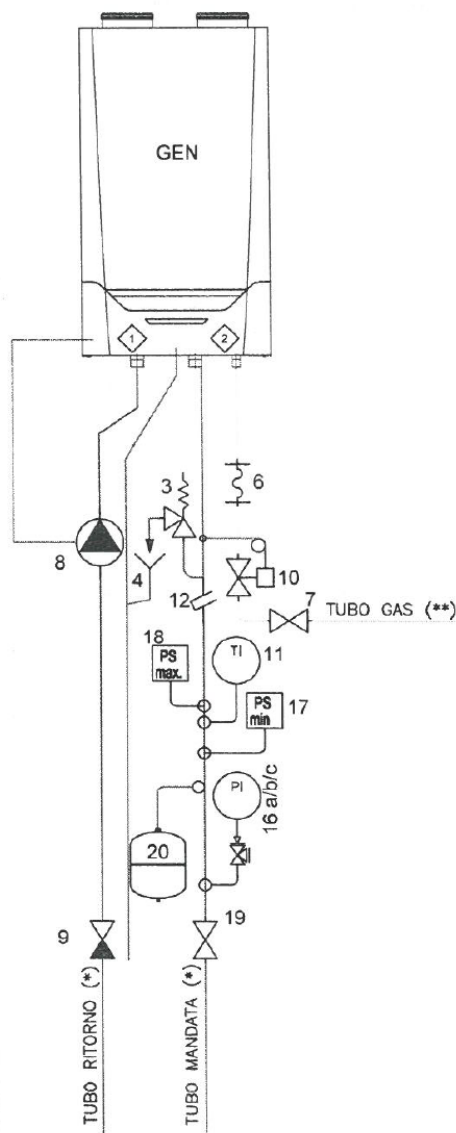 GEN
1
2
3
6
8
4
10
12
7
TUBO GAS (**)
18
PS
max.
TI
11
PS
min
17
PI
16 a/b/c
20
9
19
TUBO RITORNO (*)
TUBO MANDATA (*)